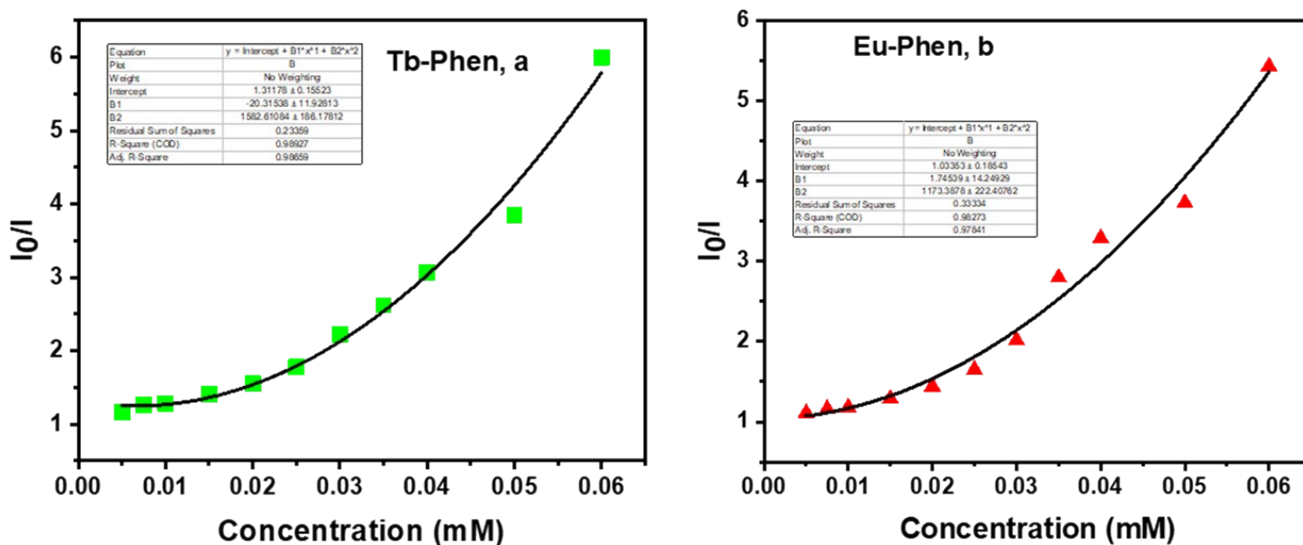 Tb-Phen, a
Equation y = Intercept + B1*x^1 + B2*x^2
Plot B
Weight No Weighting
Intercept 1.31178 ± 0.15523
B1 -20.31538 ± 11.92813
B2 1582.61084 ± 186.17812
Residual Sum of Squares 0.23359
R-Square (COD) 0.98927
Adj. R-Square 0.98659
I0/I
6
5
4
3
2
1
0.00 0.01 0.02 0.03 0.04 0.05 0.06
Concentration (mM)
Eu-Phen, b
Equation y = Intercept + B1*x^1 + B2*x^2
Plot B
Weight No Weighting
Intercept 1.03353 ± 0.18543
B1 1.74539 ± 14.24929
B2 1173.3878 ± 222.40762
Residual Sum of Squares 0.33334
R-Square (COD) 0.98273
Adj. R-Square 0.97841
I0/I
6
5
4
3
2
1
0.00 0.01 0.02 0.03 0.04 0.05 0.06
Concentration (mM)